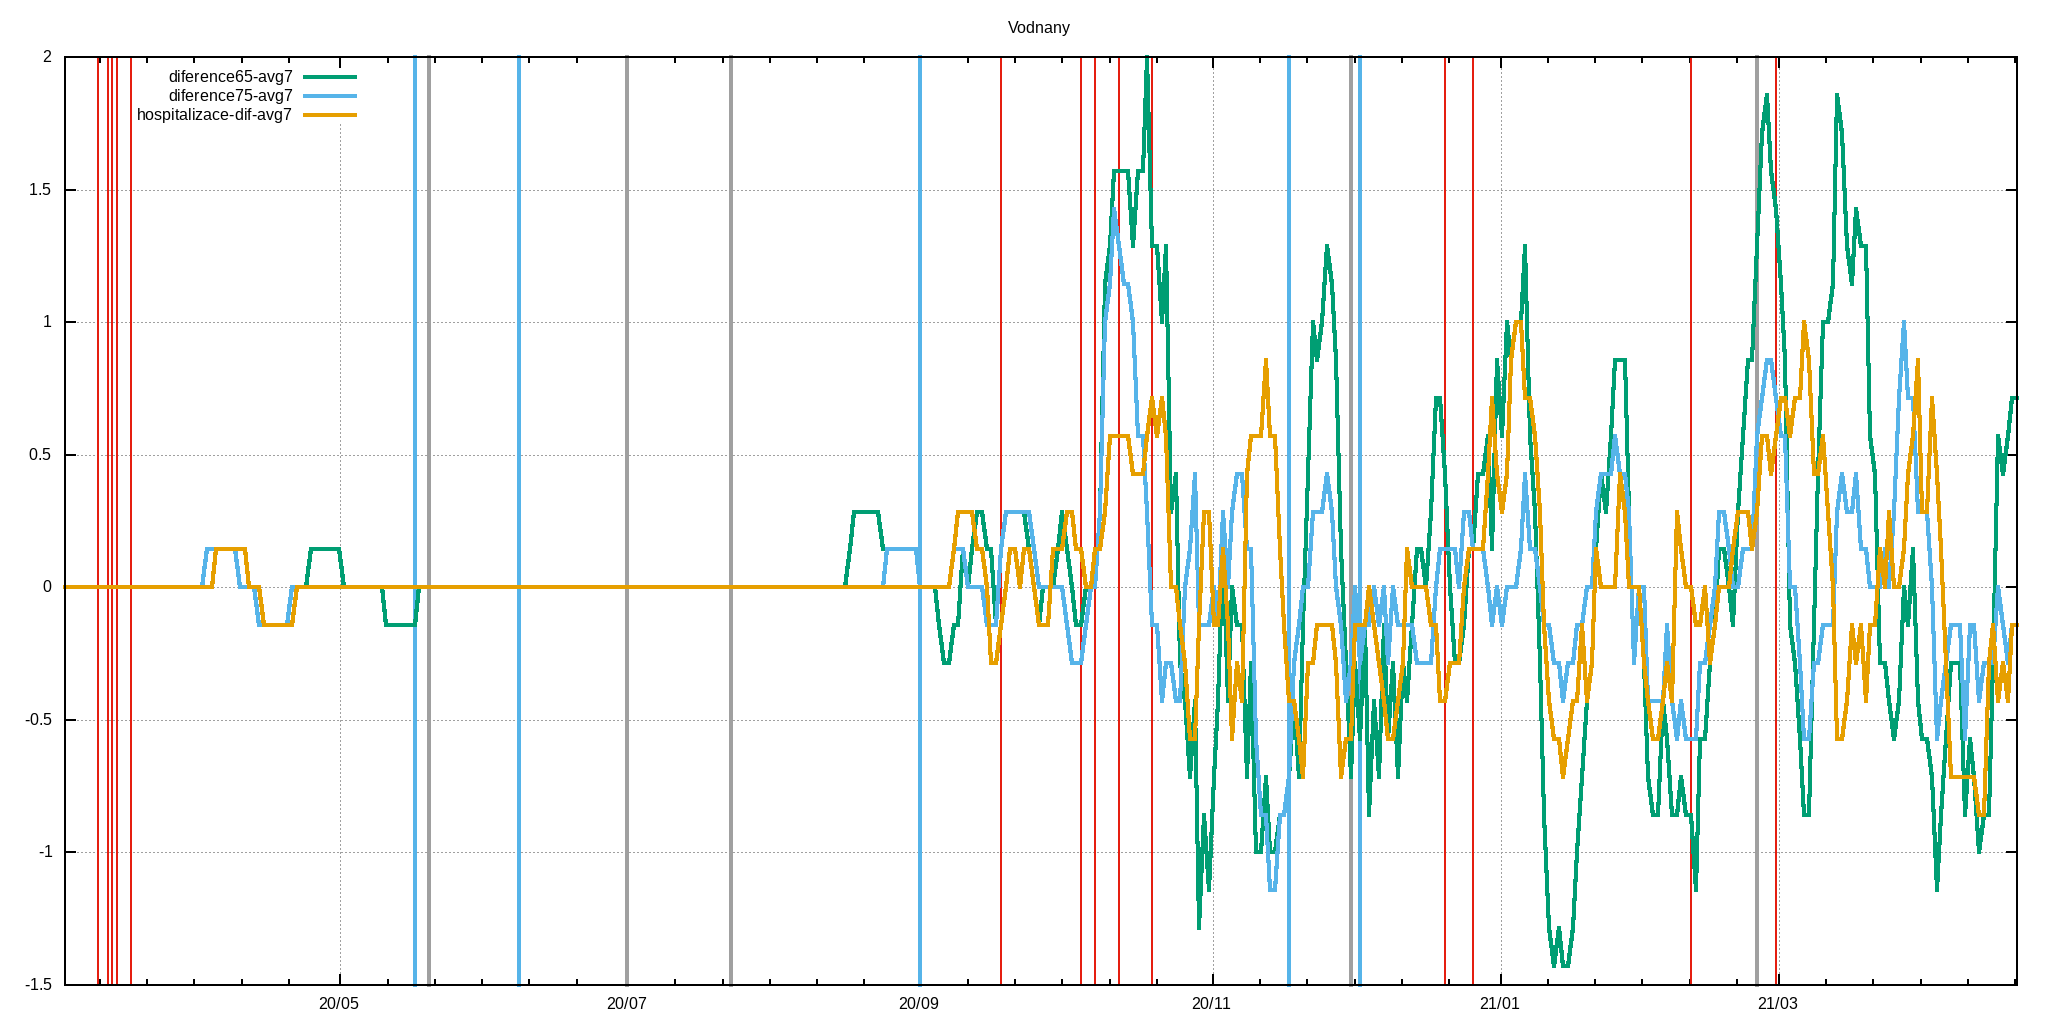 Vodnany
2
diference65-avg7
diference75-avg7
hospitalizace-dif-avg7
1.5
1
0.5
0
-0.5
-1
-1.5
20/05 20/07 20/09 20/11 21/01 21/03